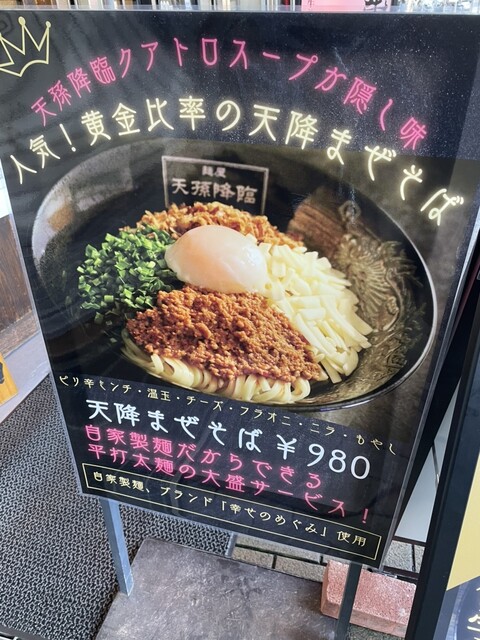 天孫降臨クアトロスープが隠し味
人気！黄金比率の天降まぜそば
麺屋
天孫降臨
ピリ辛ミンチ・温玉・チーズ・フラオニ・ニラ・もやし
天降まぜそば￥980
自家製麺だからできる
平打太麺の大盛サービス！
自家製麺、ブランド「幸せのめぐみ」使用